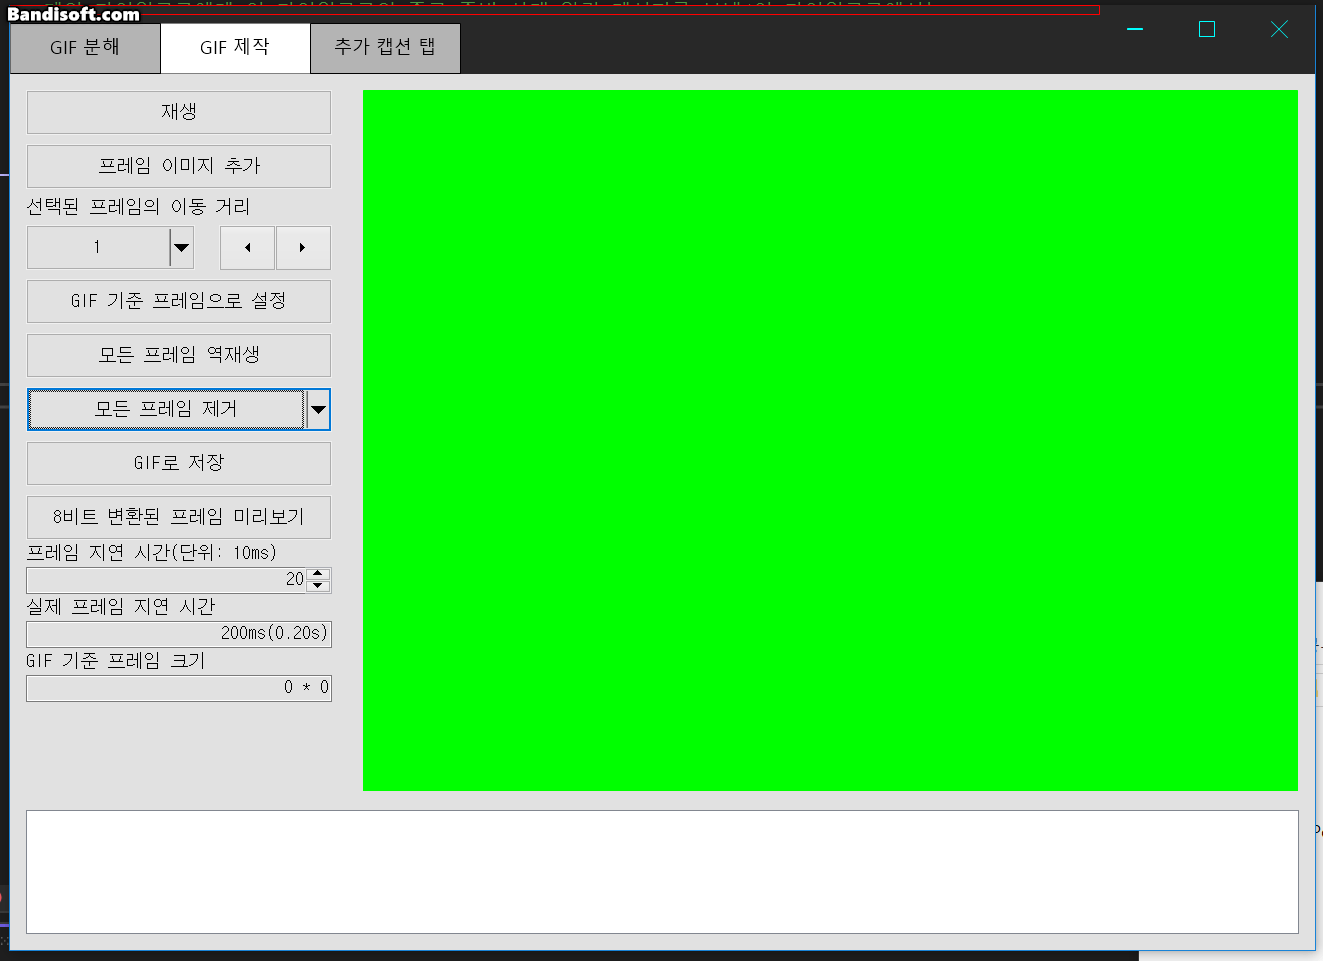 Bandisoft.com
GIF 분해
GIF 제작
추가 캡션 탭
재생
프레임 이미지 추가
선택된 프레임의 이동 거리
1
GIF 기준 프레임으로 설정
모든 프레임 역재생
모든 프레임 제거
GIF로 저장
8비트 변환된 프레임 미리보기
프레임 지연 시간(단위: 10ms)
20
실제 프레임 지연 시간
200ms(0.20s)
GIF 기준 프레임 크기
0 * 0